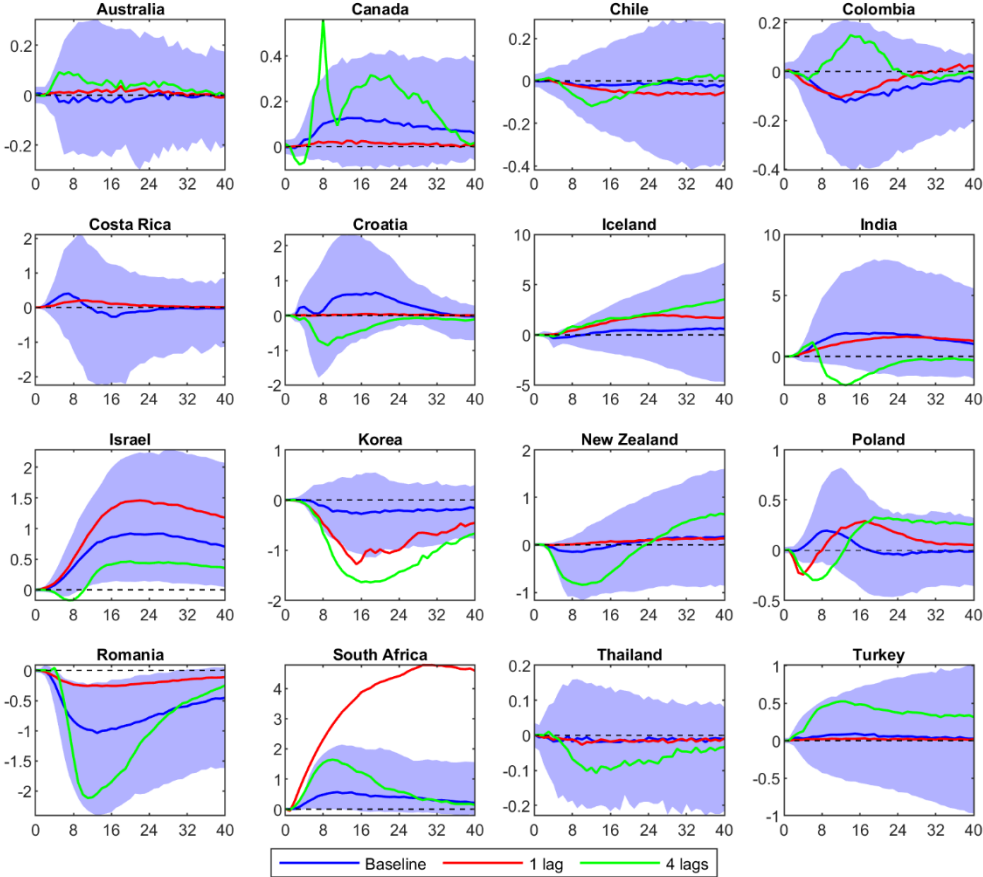 Australia
0.2
0
-0.2
0 8 16 24 32 40
Canada
0.4
0.2
0
0 8 16 24 32 40
Chile
0.2
0
-0.2
-0.4
0 8 16 24 32 40
Colombia
0.2
0
-0.2
-0.4
0 8 16 24 32 40
Costa Rica
2
1
0
-1
-2
0 8 16 24 32 40
Croatia
2
1
0
-1
-2
0 8 16 24 32 40
Iceland
10
5
0
-5
0 8 16 24 32 40
India
10
5
0
0 8 16 24 32 40
Israel
2
1.5
1
0.5
0
0 8 16 24 32 40
Korea
1
0
-1
-2
0 8 16 24 32 40
New Zealand
2
1
0
-1
0 8 16 24 32 40
Poland
1
0.5
0
-0.5
0 8 16 24 32 40
Romania
0
-0.5
-1
-1.5
-2
0 8 16 24 32 40
South Africa
4
3
2
1
0
0 8 16 24 32 40
Thailand
0.2
0.1
0
-0.1
-0.2
0 8 16 24 32 40
Turkey
1
0.5
0
-0.5
-1
0 8 16 24 32 40
Baseline 1 lag 4 lags